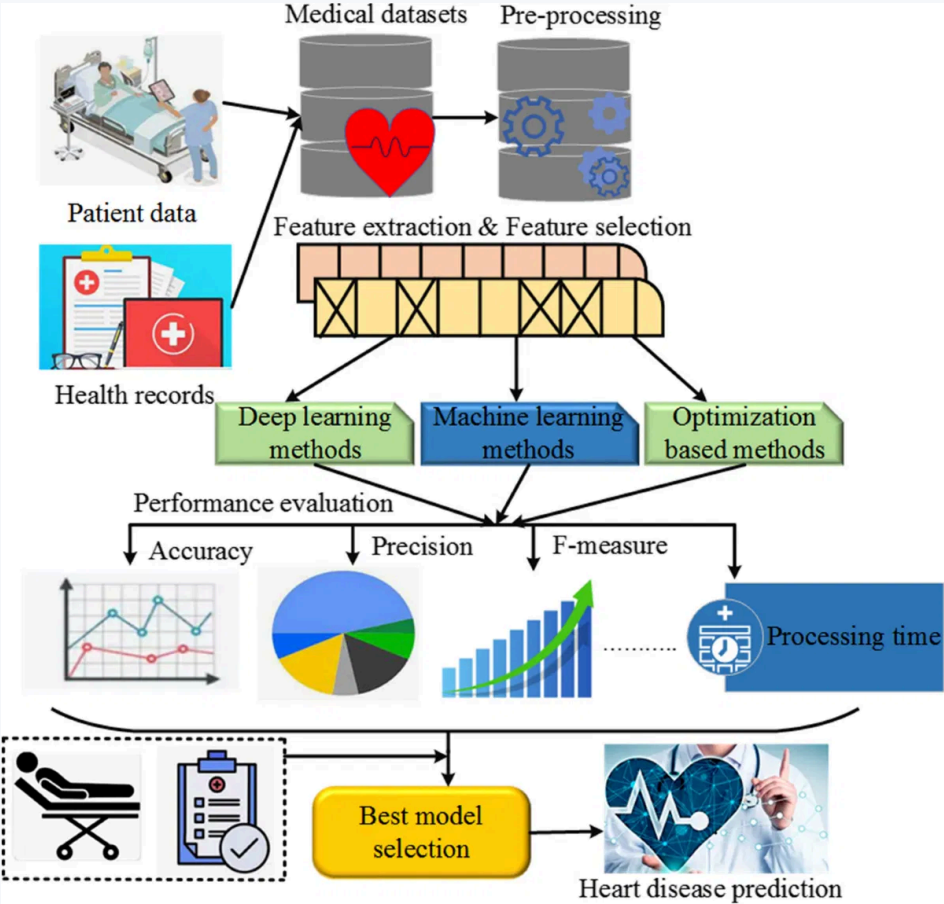 Medical datasets
Pre-processing
Patient data
Feature extraction & Feature selection
Health records
Deep learning
methods
Machine learning
methods
Optimization
based methods
Performance evaluation
Accuracy
Precision
F-measure
Processing time
Best model
selection
Heart disease prediction